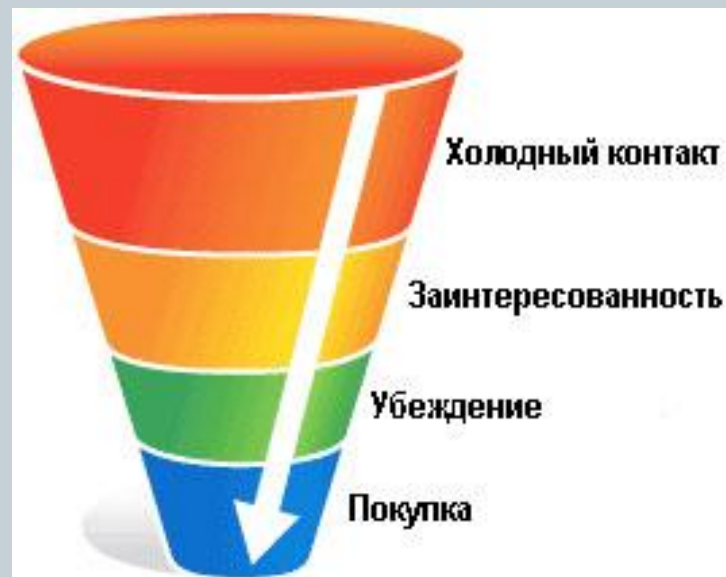 Холодный контакт
Заинтересованность
Убеждение
Покупка